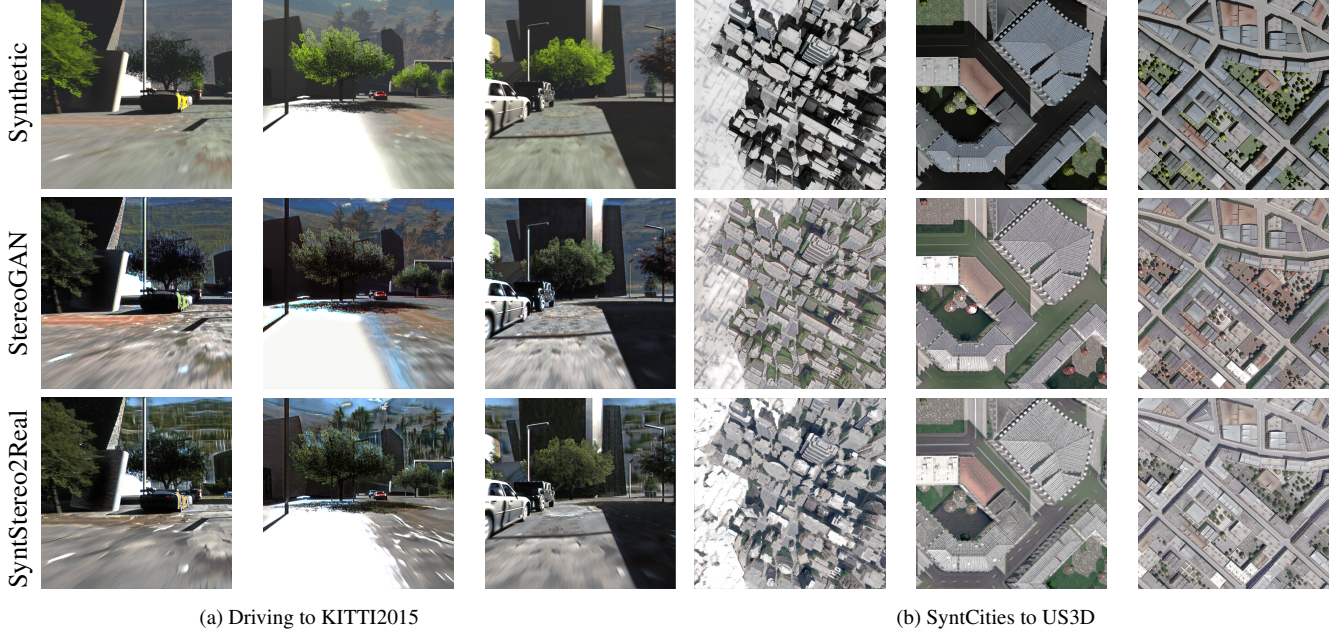 Synthetic
StereoGAN
SyntStereo2Real
(a) Driving to KITTI2015
(b) SyntCities to US3D